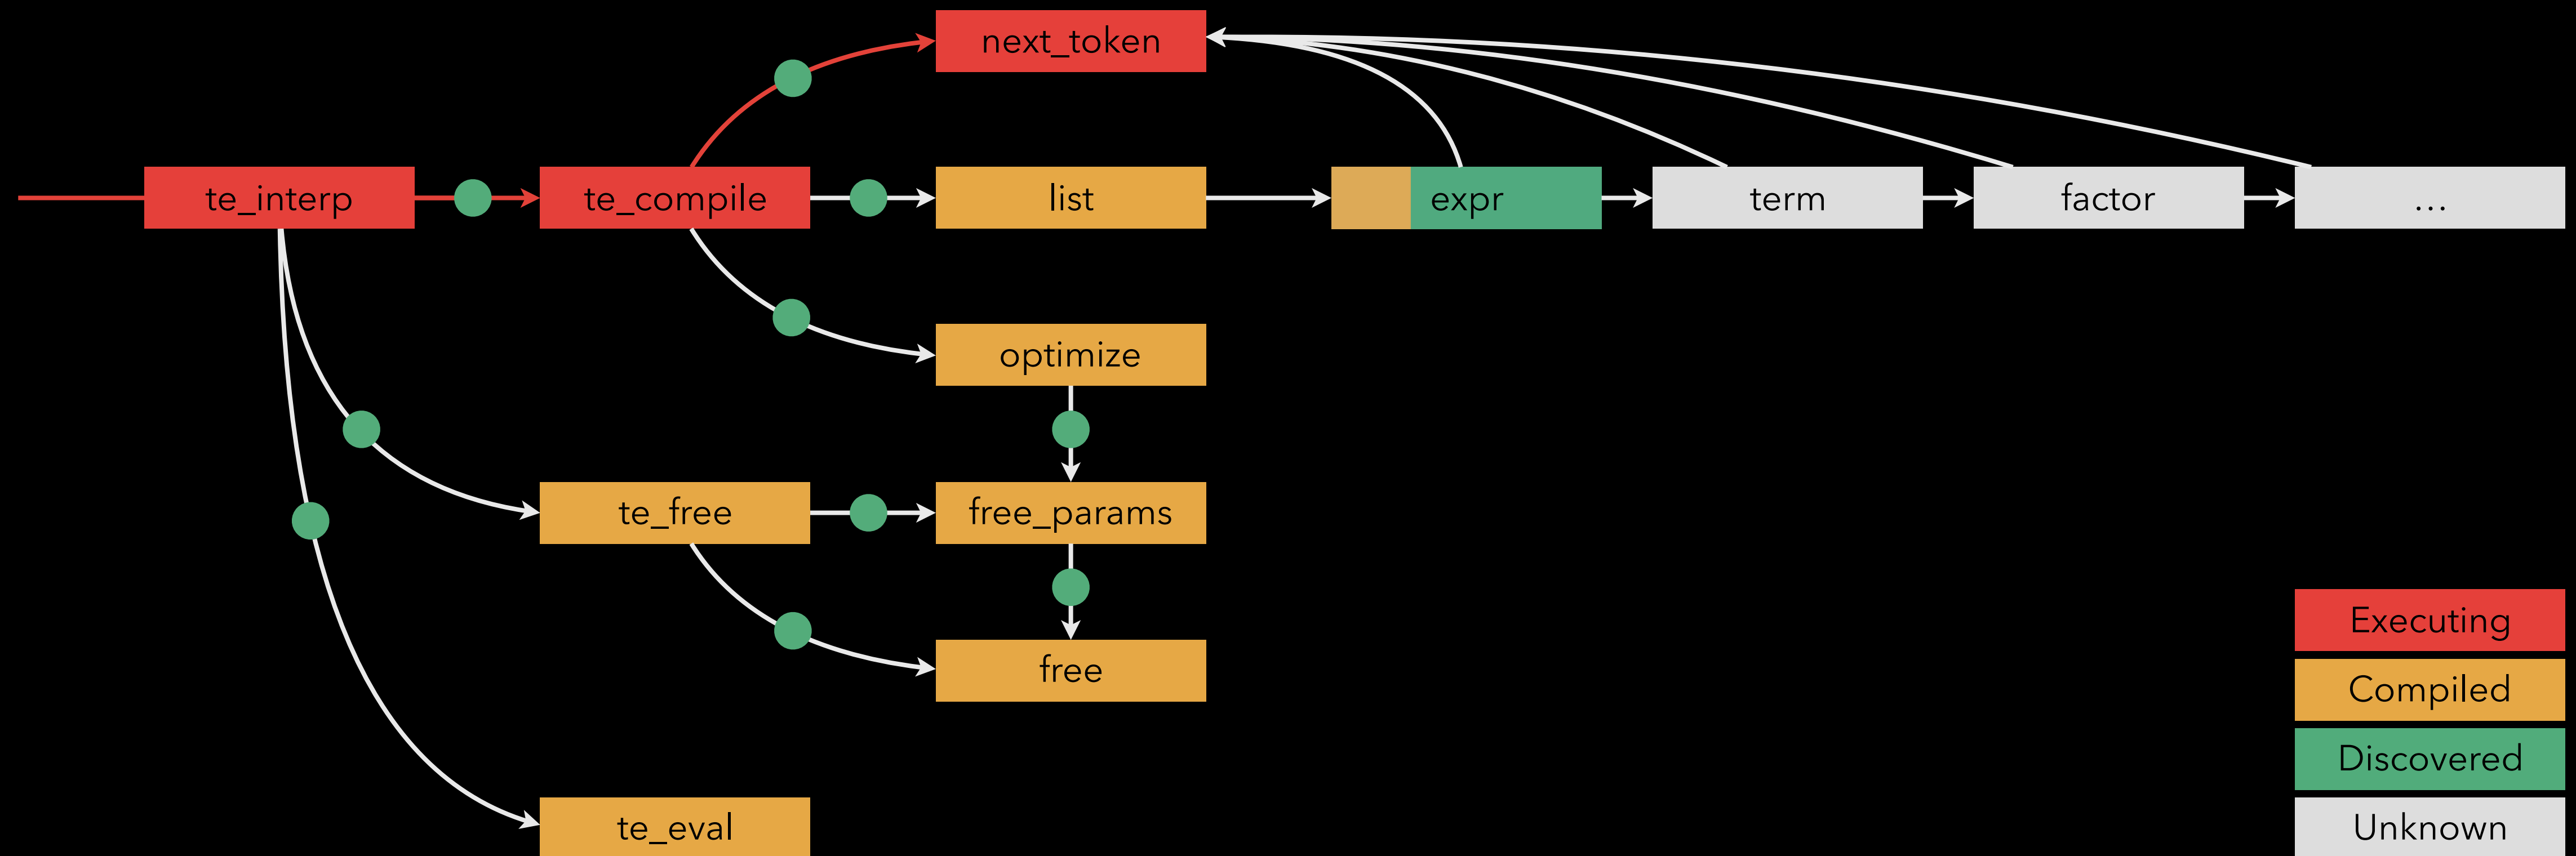 next_token
te_interp
te_compile
list
expr
term
factor
...
optimize
te_free
free_params
free
te_eval
Executing
Compiled
Discovered
Unknown